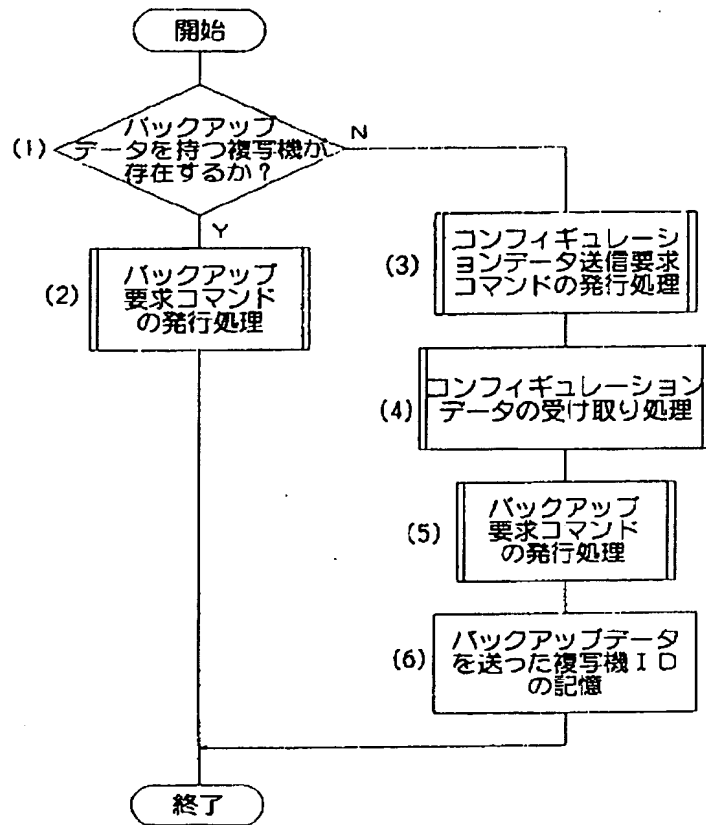 開始
(1)
バックアップ
データを持つ複写機が
存在するか？
N
Y
(2)
バックアップ
要求コマンド
の発行処理
(3)
コンフィギュレーシ
ョンデータ送信要求
コマンドの発行処理
(4)
コンフィギュレーション
データの受け取り処理
(5)
バックアップ
要求コマンド
の発行処理
(6)
バックアップデータ
を送った複写機ＩＤ
の記憶
終了